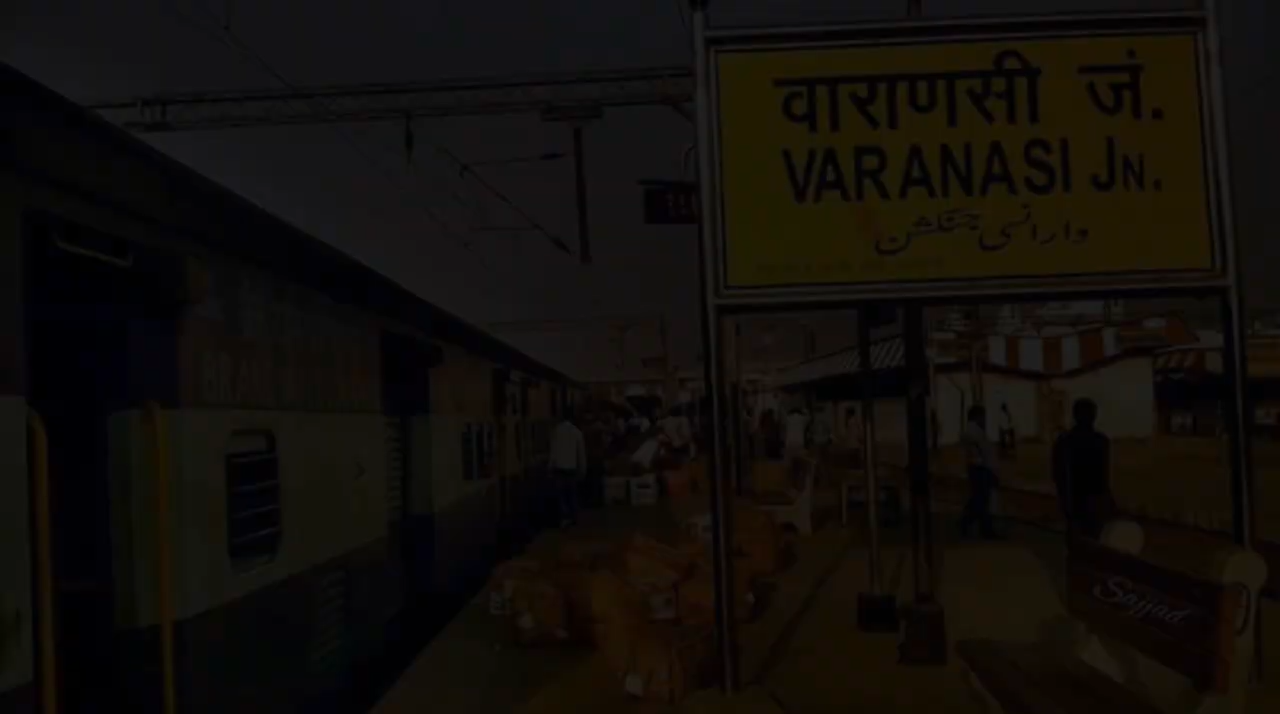 वाराणसी जं.
VARANASI JN.
وارانسی جنکشن
Sajjad